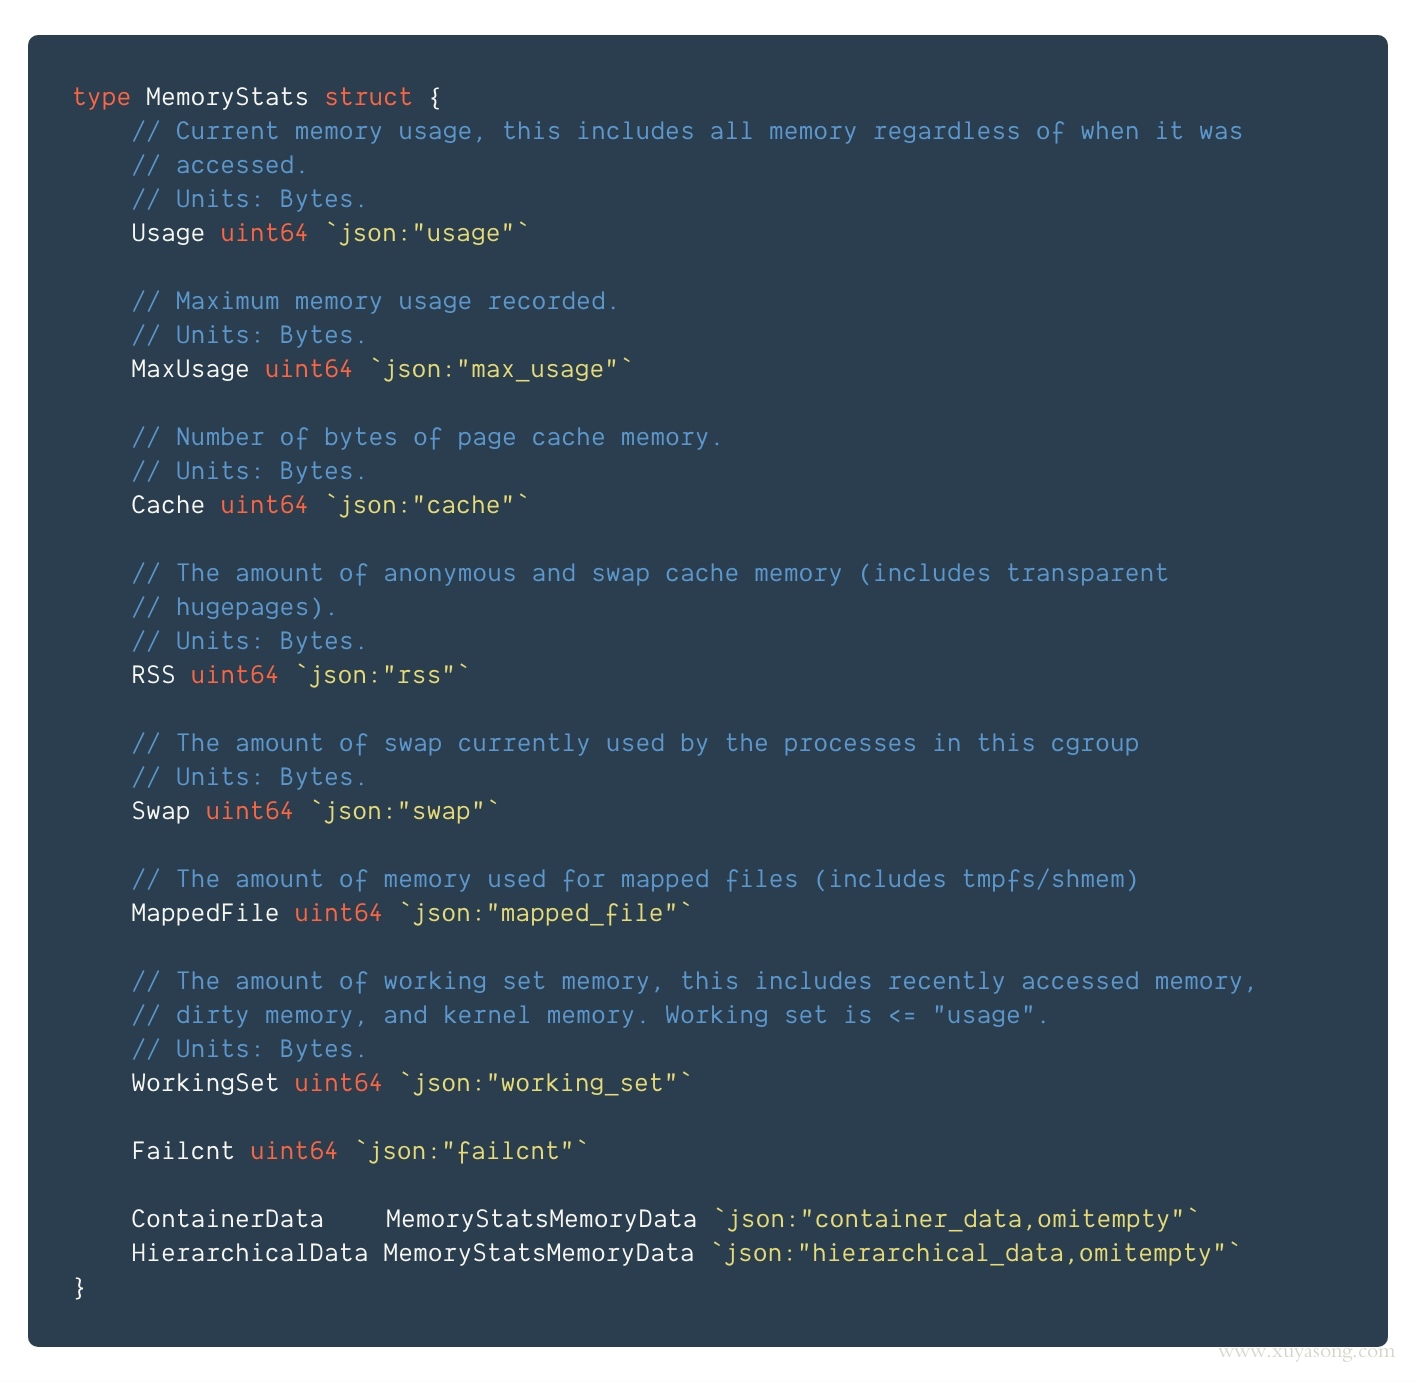 type MemoryStats struct {
    // Current memory usage, this includes all memory regardless of when it was
    // accessed.
    // Units: Bytes.
    Usage uint64 `json:"usage"`

    // Maximum memory usage recorded.
    // Units: Bytes.
    MaxUsage uint64 `json:"max_usage"`

    // Number of bytes of page cache memory.
    // Units: Bytes.
    Cache uint64 `json:"cache"`

    // The amount of anonymous and swap cache memory (includes transparent
    // hugepages).
    // Units: Bytes.
    RSS uint64 `json:"rss"`

    // The amount of swap currently used by the processes in this cgroup
    // Units: Bytes.
    Swap uint64 `json:"swap"`

    // The amount of memory used for mapped files (includes tmpfs/shmem)
    MappedFile uint64 `json:"mapped_file"`

    // The amount of working set memory, this includes recently accessed memory,
    // dirty memory, and kernel memory. Working set is <= "usage".
    // Units: Bytes.
    WorkingSet uint64 `json:"working_set"`

    Failcnt uint64 `json:"failcnt"`

    ContainerData    MemoryStatsMemoryData `json:"container_data,omitempty"`
    HierarchicalData MemoryStatsMemoryData `json:"hierarchical_data,omitempty"`
}
www.xuyasong.com